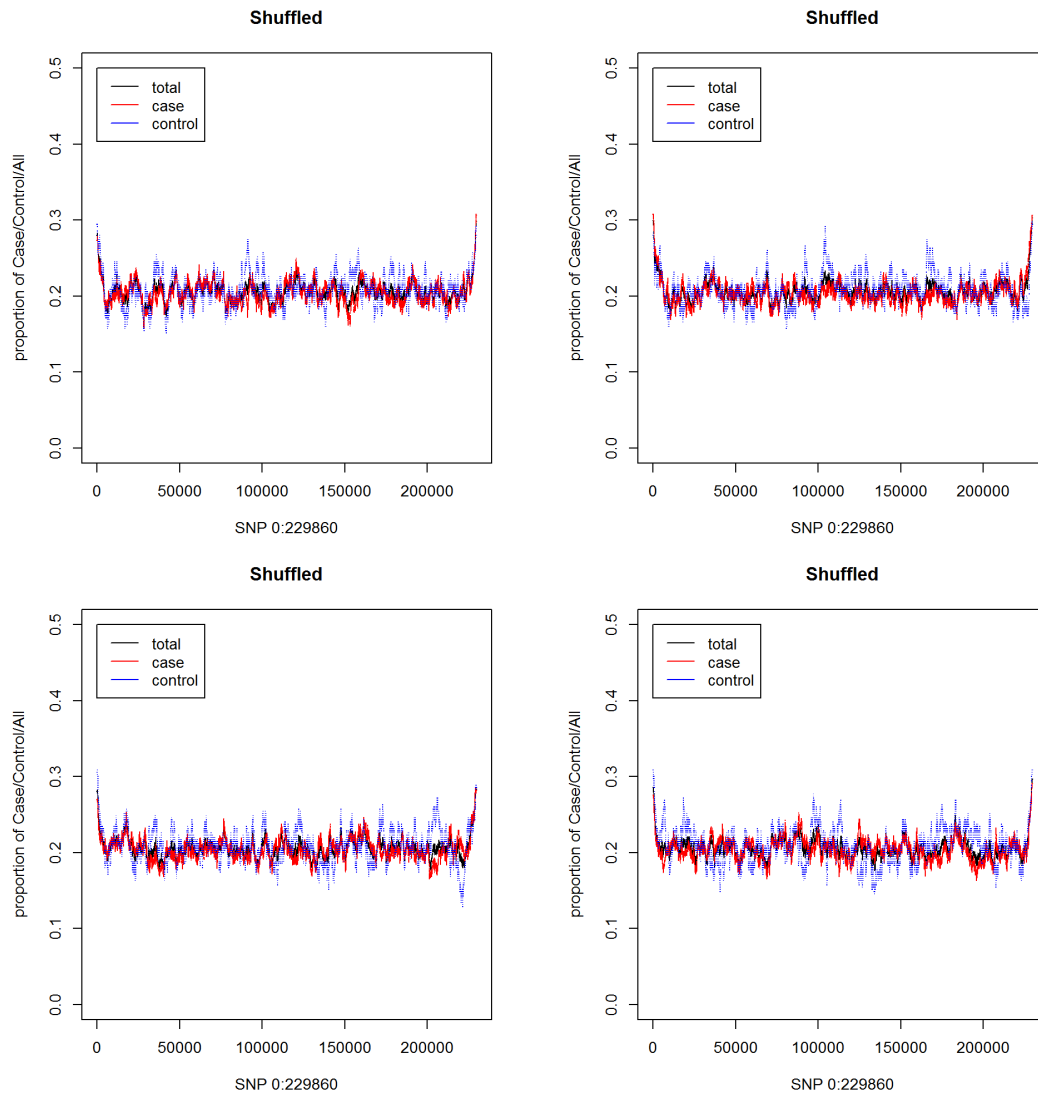 Shuffled
proportion of Case/Control/All
0.5
0.4
0.3
0.2
0.1
0.0
total
case
control
0 50000 100000 150000 200000
SNP 0:229860
Shuffled
proportion of Case/Control/All
0.5
0.4
0.3
0.2
0.1
0.0
total
case
control
0 50000 100000 150000 200000
SNP 0:229860
Shuffled
proportion of Case/Control/All
0.5
0.4
0.3
0.2
0.1
0.0
total
case
control
0 50000 100000 150000 200000
SNP 0:229860
Shuffled
proportion of Case/Control/All
0.5
0.4
0.3
0.2
0.1
0.0
total
case
control
0 50000 100000 150000 200000
SNP 0:229860